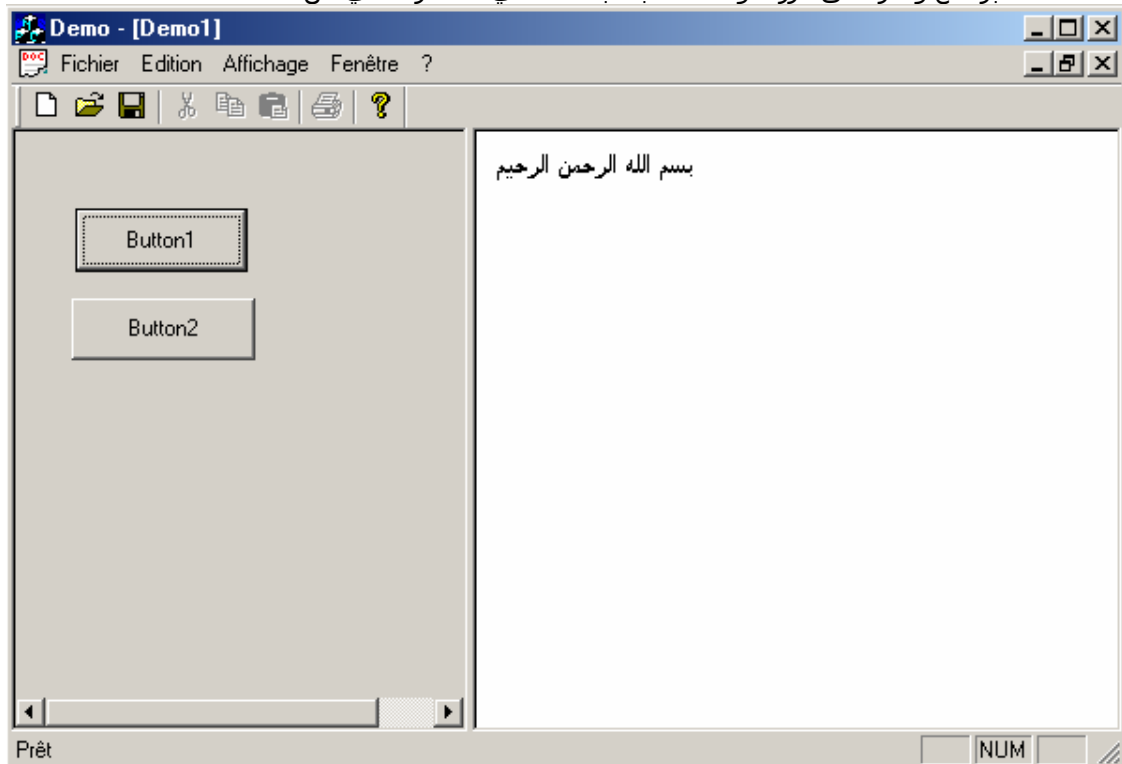 Demo - [Demo1]
Fichier Edition Affichage Fenêtre ?
بسم الله الرحمن الرحيم
Button1
Button2
Prêt
NUM